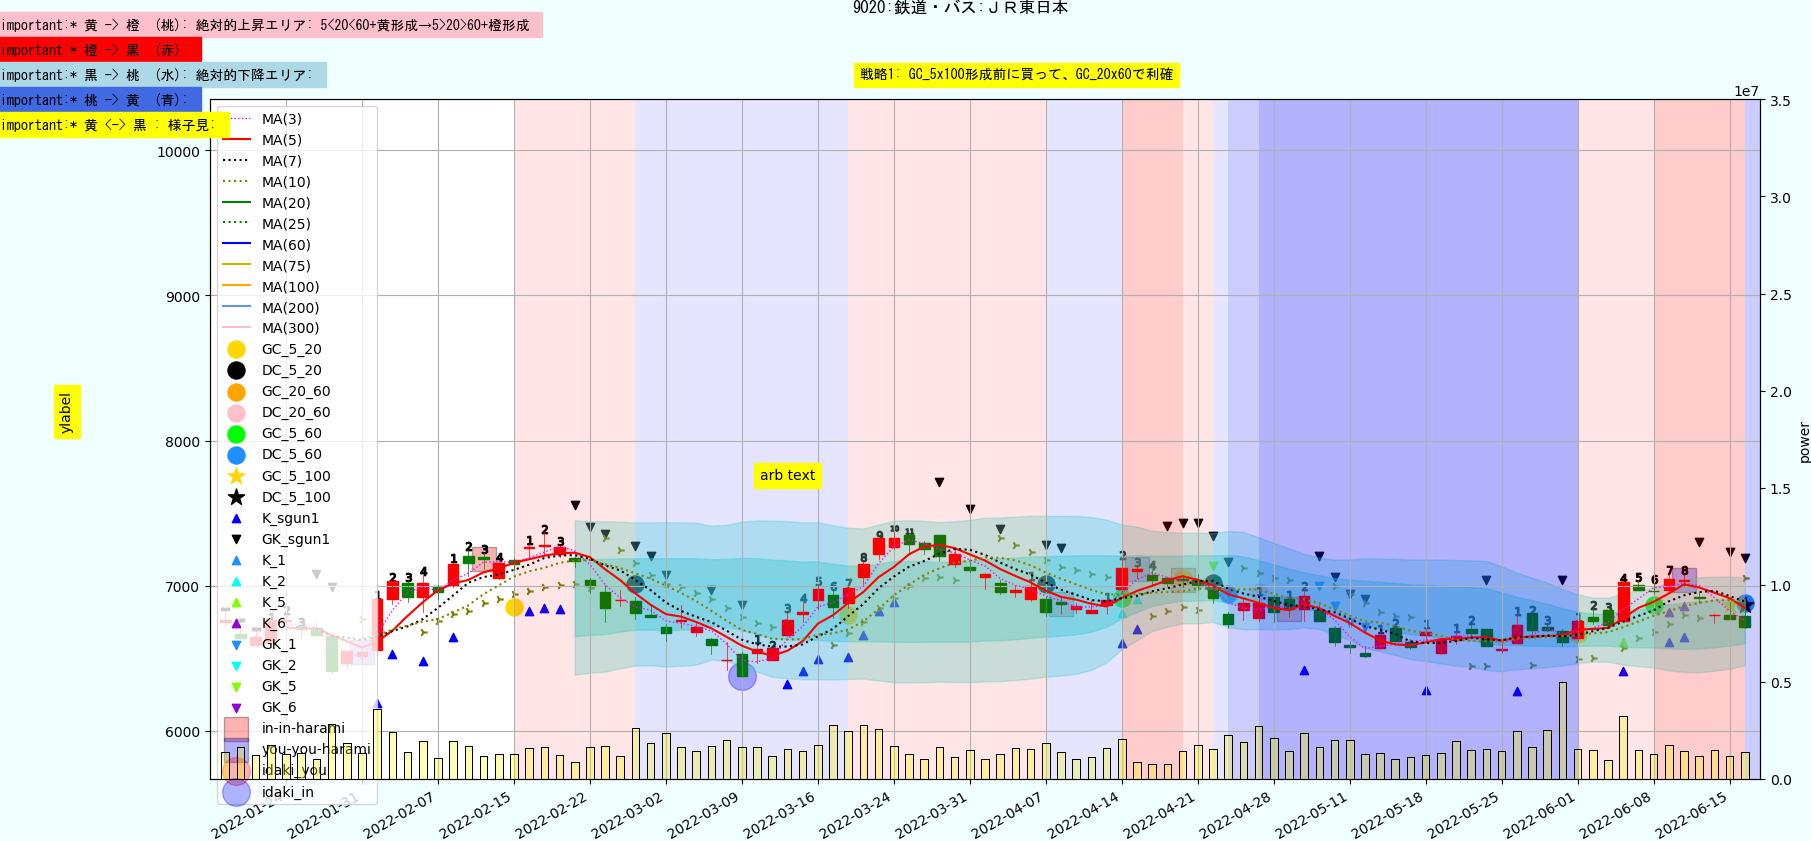 9020:鉄道・バス:ＪＲ東日本
important:* 黄 -> 橙 （桃）: 絶対的上昇エリア: 5<20<60+黄形成→5>20>60+橙形成
important:* 橙 -> 黒 （赤）:
important:* 黒 -> 桃 （水）: 絶対的下降エリア:
important:* 桃 -> 黄 （青）:
important:* 黄 <-> 黒 : 様子見:
戦略1: GC_5x100形成前に買って、GC_20x60で利確
1e7
MA(3)
MA(5)
MA(7)
MA(10)
MA(20)
MA(25)
MA(60)
MA(75)
MA(100)
MA(200)
MA(300)
GC_5_20
DC_5_20
GC_20_60
DC_20_60
GC_5_60
DC_5_60
GC_5_100
DC_5_100
K_sgun1
GK_sgun1
K_1
K_2
K_5
K_6
GK_1
GK_2
GK_5
GK_6
in-in-harami
you-you-harami
idaki_you
idaki_in
10000
9000
8000
7000
6000
ylabel
arb text
3.5
3.0
2.5
2.0
1.5
1.0
0.5
0.0
power
2022-01-24
2022-01-31
2022-02-07
2022-02-15
2022-02-22
2022-03-02
2022-03-09
2022-03-16
2022-03-24
2022-03-31
2022-04-07
2022-04-14
2022-04-21
2022-04-28
2022-05-11
2022-05-18
2022-05-25
2022-06-01
2022-06-08
2022-06-15